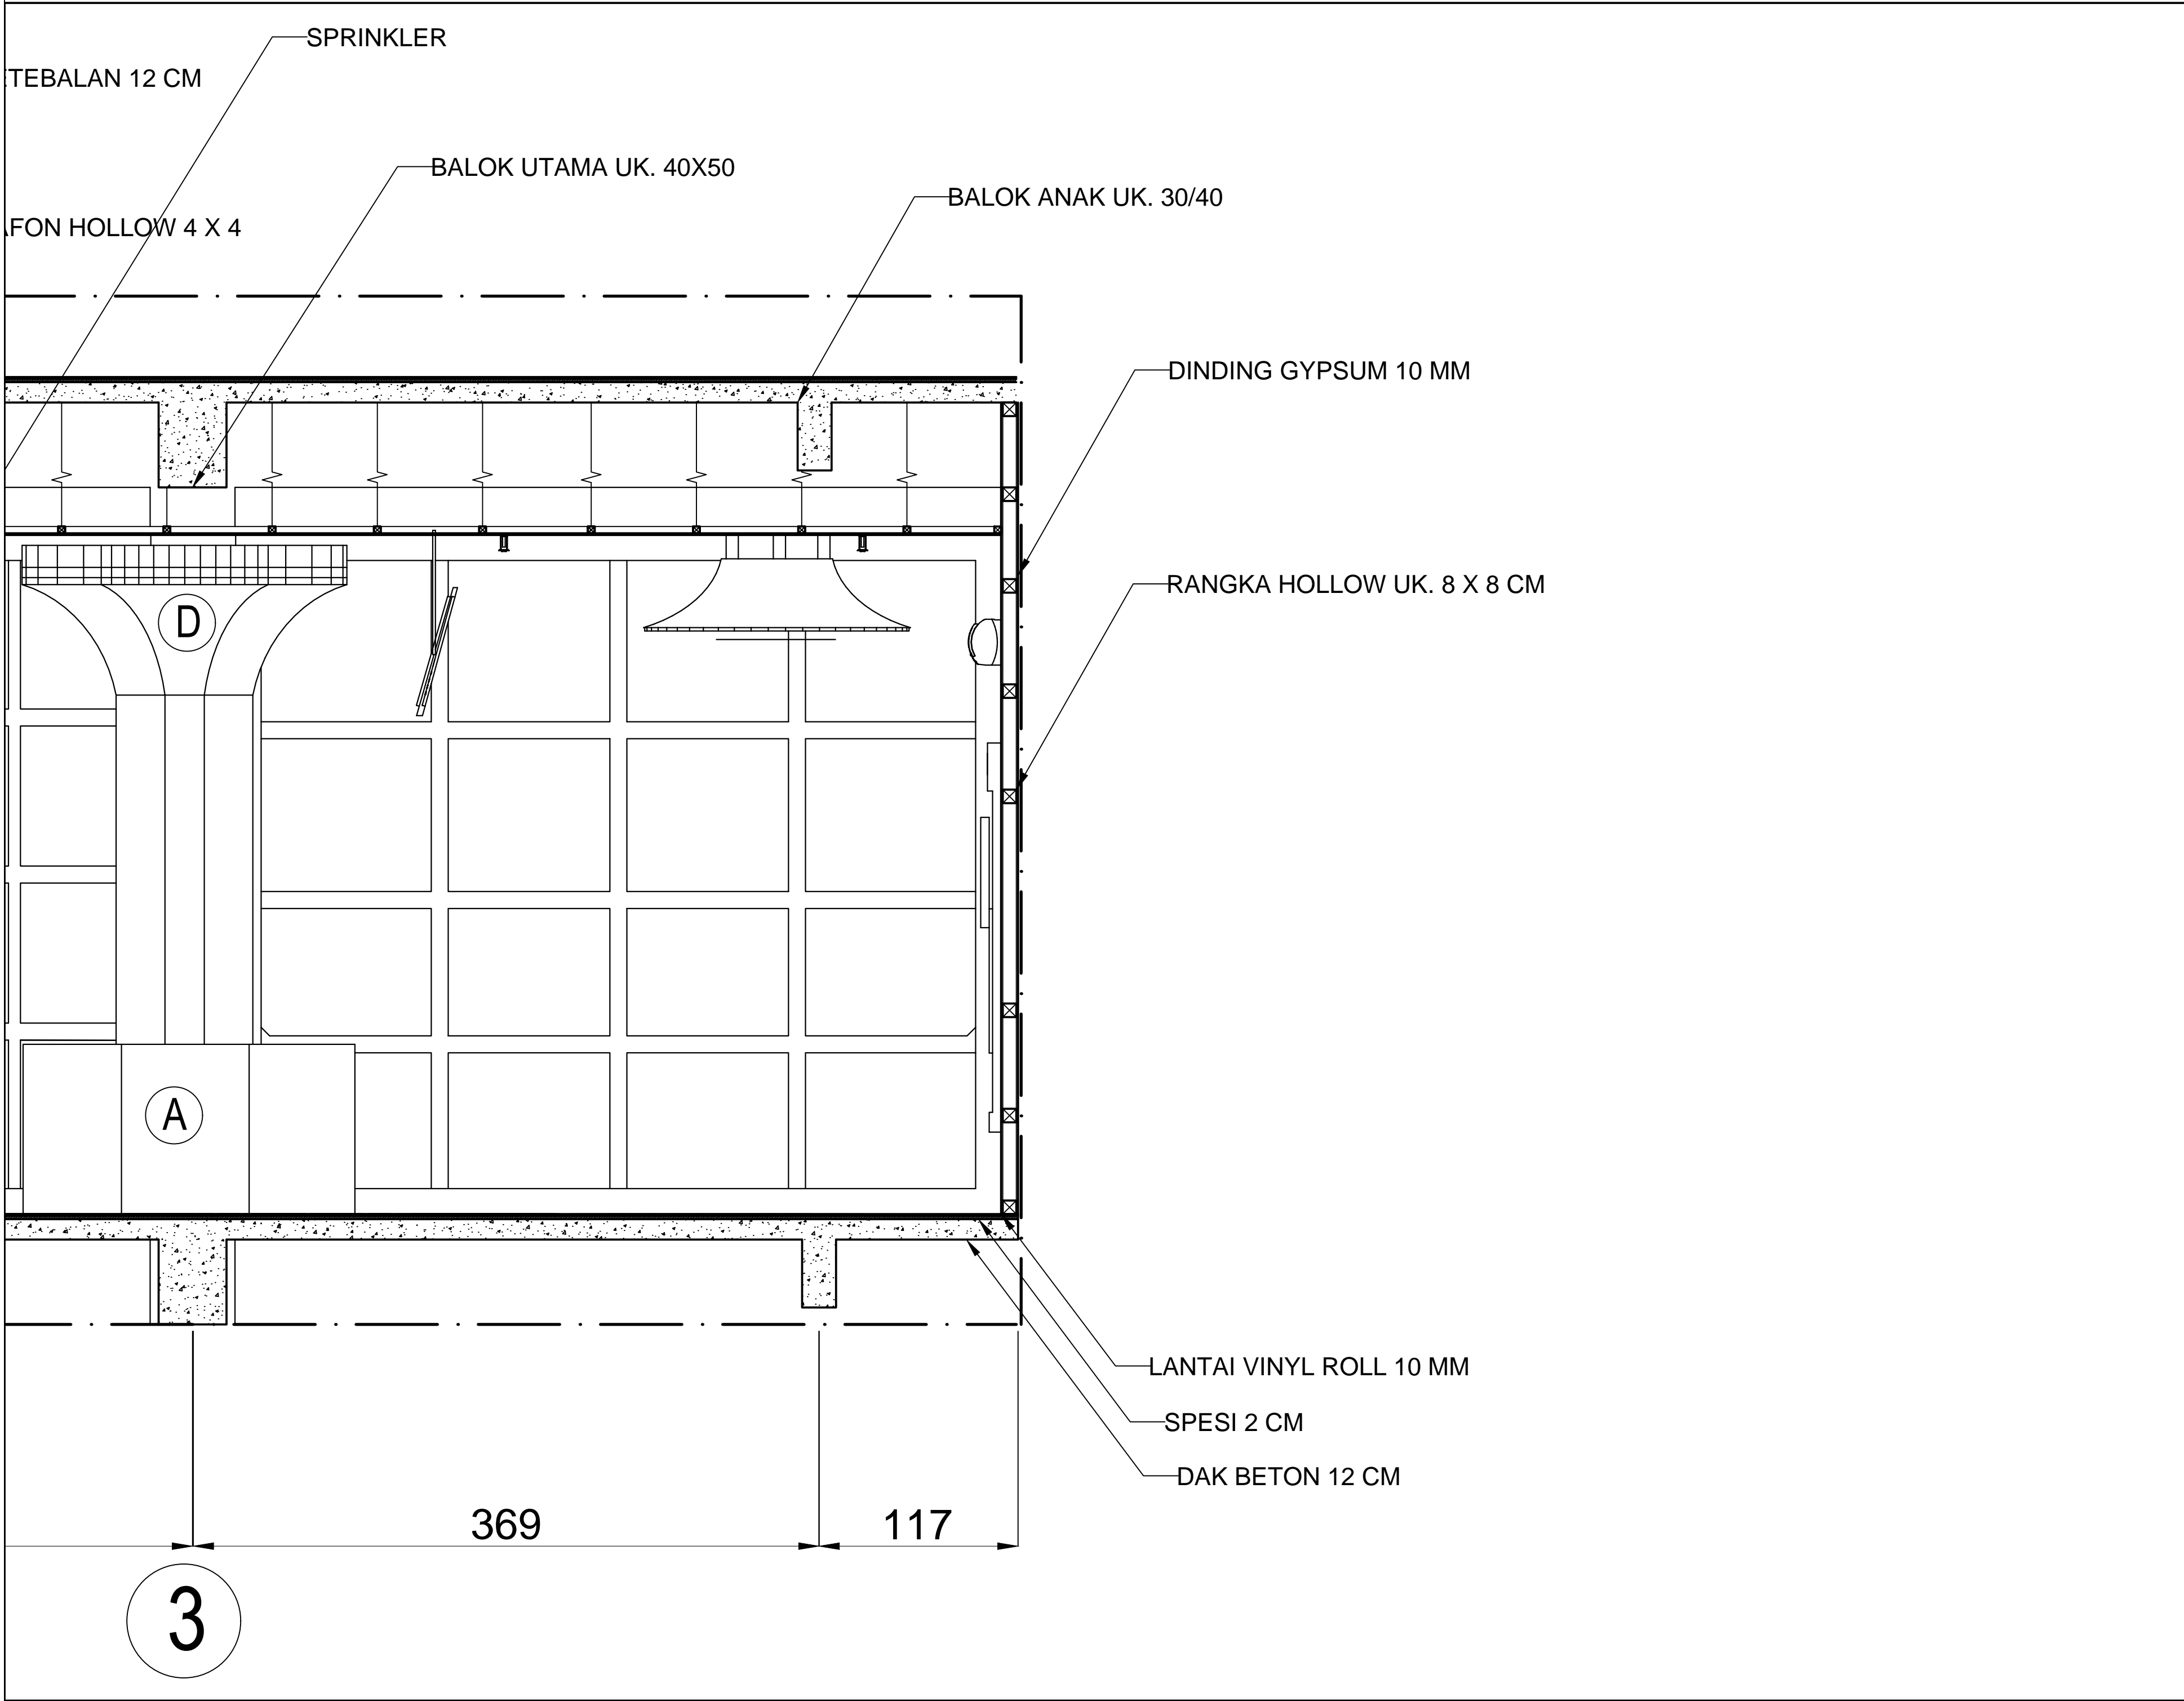 SPRINKLER
TEBALAN 12 CM
BALOK UTAMA UK. 40X50
BALOK ANAK UK. 30/40
FON HOLLOW 4 X 4
DINDING GYPSUM 10 MM
RANGKA HOLLOW UK. 8 X 8 CM
D
A
LANTAI VINYL ROLL 10 MM
SPESI 2 CM
DAK BETON 12 CM
369
117
3